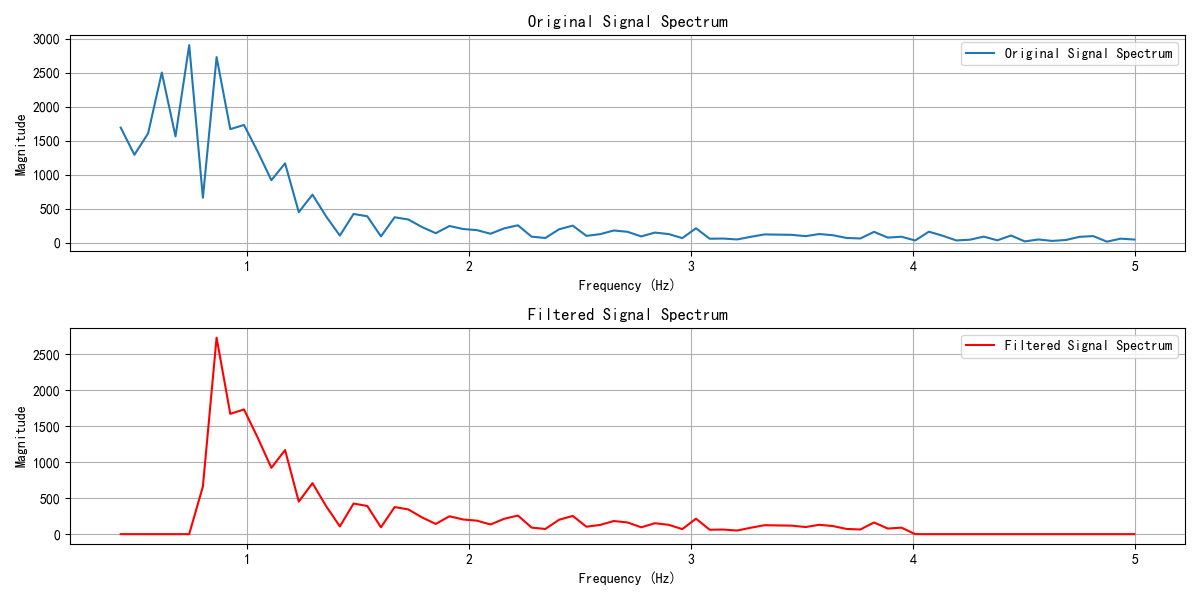 Original Signal Spectrum
3000
2500
2000
1500
1000
500
0
Magnitude
Original Signal Spectrum
1 2 3 4 5
Frequency (Hz)
Filtered Signal Spectrum
2500
2000
1500
1000
500
0
Magnitude
Filtered Signal Spectrum
1 2 3 4 5
Frequency (Hz)